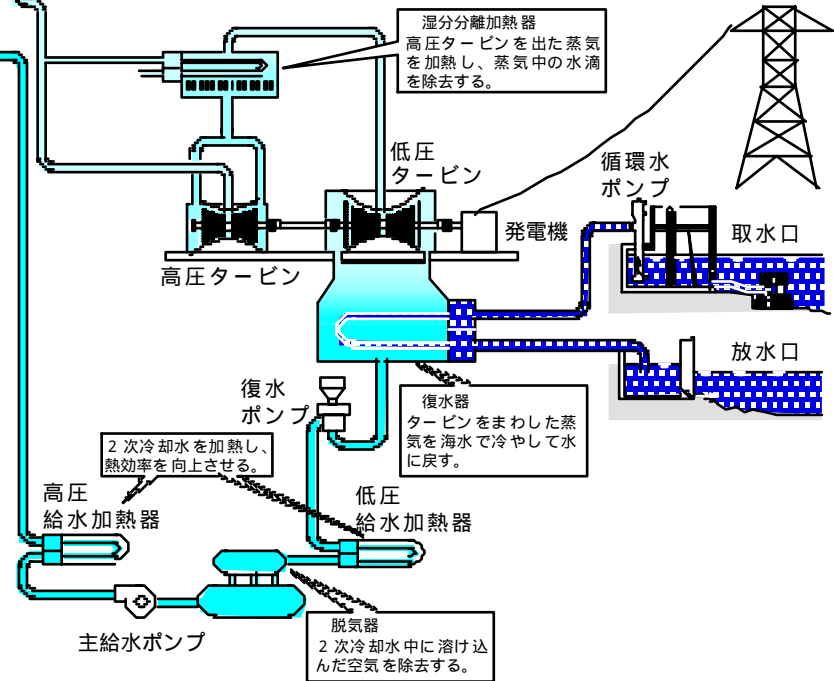 湿分分離加熱器
高圧タービンを出た蒸気
を加熱し、蒸気中の水滴
を除去する。
低圧
タービン
循環水
ポンプ
発電機
取水口
高圧タービン
放水口
復水
ポンプ
復水器
タービンをまわした蒸
気を海水で冷やして水
に戻す。
2次冷却水を加熱し、
熱効率を向上させる。
高圧
給水加熱器
低圧
給水加熱器
主給水ポンプ
脱気器
2次冷却水中に溶け込
んだ空気を除去する。